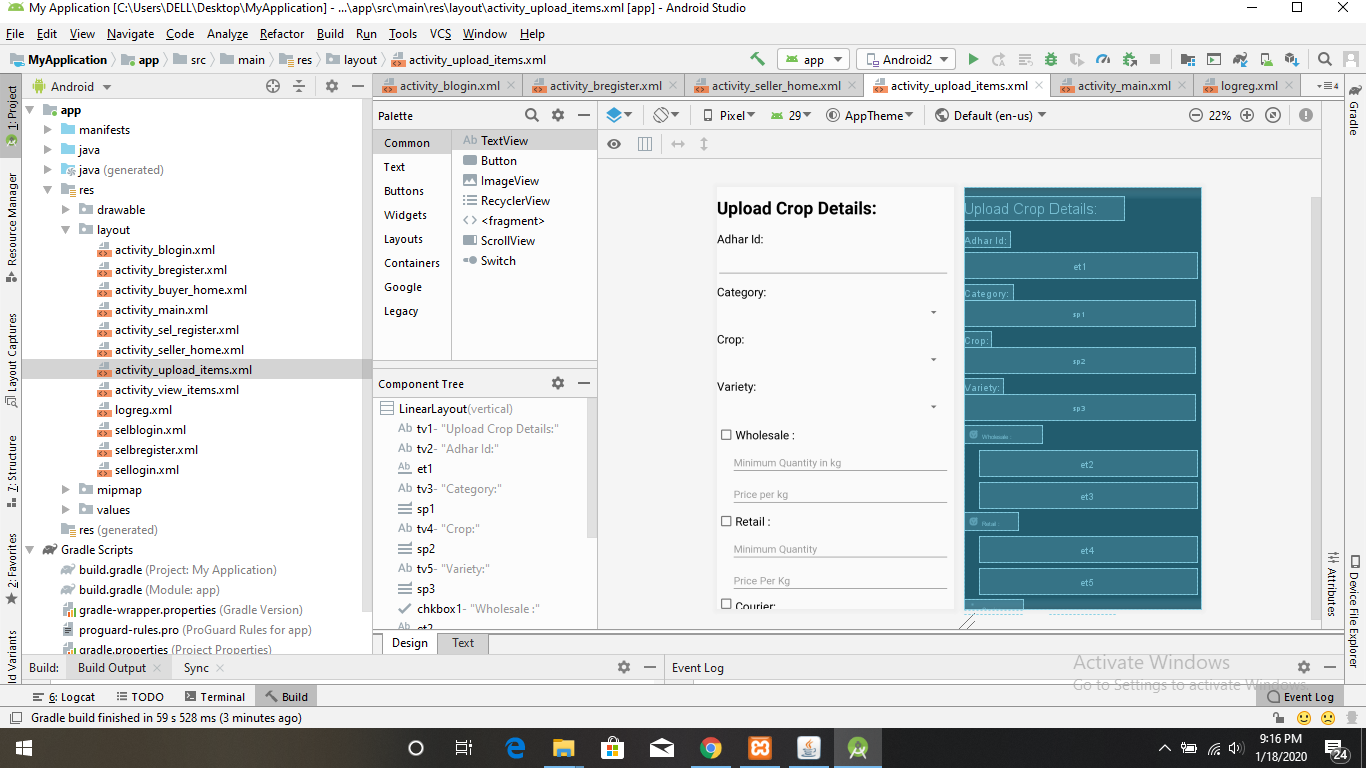 My Application [C:\Users\DELL\Desktop\MyApplication] - ...\app\src\main\res\layout\activity_upload_items.xml [app] - Android Studio
File Edit View Navigate Code Analyze Refactor Build Run Tools VCS Window Help
MyApplication app src main res layout activity_upload_items.xml app Android2
Android
activity_blogin.xml activity_bregister.xml activity_seller_home.xml activity_upload_items.xml activity_main.xml logreg.xml 4
1: Project
Resource Manager
Layout Captures
7: Structure
2: Favorites
ld Variants
app
manifests
java
java (generated)
res
drawable
layout
activity_blogin.xml
activity_bregister.xml
activity_buyer_home.xml
activity_main.xml
activity_sel_register.xml
activity_seller_home.xml
activity_upload_items.xml
activity_view_items.xml
logreg.xml
selblogin.xml
selbregister.xml
sellogin.xml
mipmap
values
res (generated)
Gradle Scripts
build.gradle (Project: My Application)
build.gradle (Module: app)
gradle-wrapper.properties (Gradle Version)
proguard-rules.pro (ProGuard Rules for app)
gradle.properties (Project Properties)
Palette
Common
Text
Buttons
Widgets
Layouts
Containers
Google
Legacy
Ab TextView
Button
ImageView
RecyclerView
<fragment>
ScrollView
Switch
Component Tree
LinearLayout(vertical)
Ab tv1- "Upload Crop Details:"
Ab tv2- "Adhar Id:"
Ab et1
Ab tv3- "Category:"
sp1
Ab tv4- "Crop:"
sp2
Ab tv5- "Variety:"
sp3
chkbox1- "Wholesale :"
Ab et2
Design Text
Pixel 29 AppTheme Default (en-us) 22%
Upload Crop Details:
Adhar Id:
Category:
Crop:
Variety:
Wholesale :
Minimum Quantity in kg
Price per kg
Retail :
Minimum Quantity
Price Per Kg
Courier:
Upload Crop Details:
Adhar Id:
et1
Category:
sp1
Crop:
sp2
Variety:
sp3
Wholesale :
et2
et3
Retail :
et4
et5
Gradle
Attributes
Device File Explorer
Build: Build Output Sync
Event Log
Activate Windows
Go to Settings to activate Windows.
6: Logcat TODO Terminal Build Event Log
Gradle build finished in 59 s 528 ms (3 minutes ago)
9:16 PM
1/18/2020
24